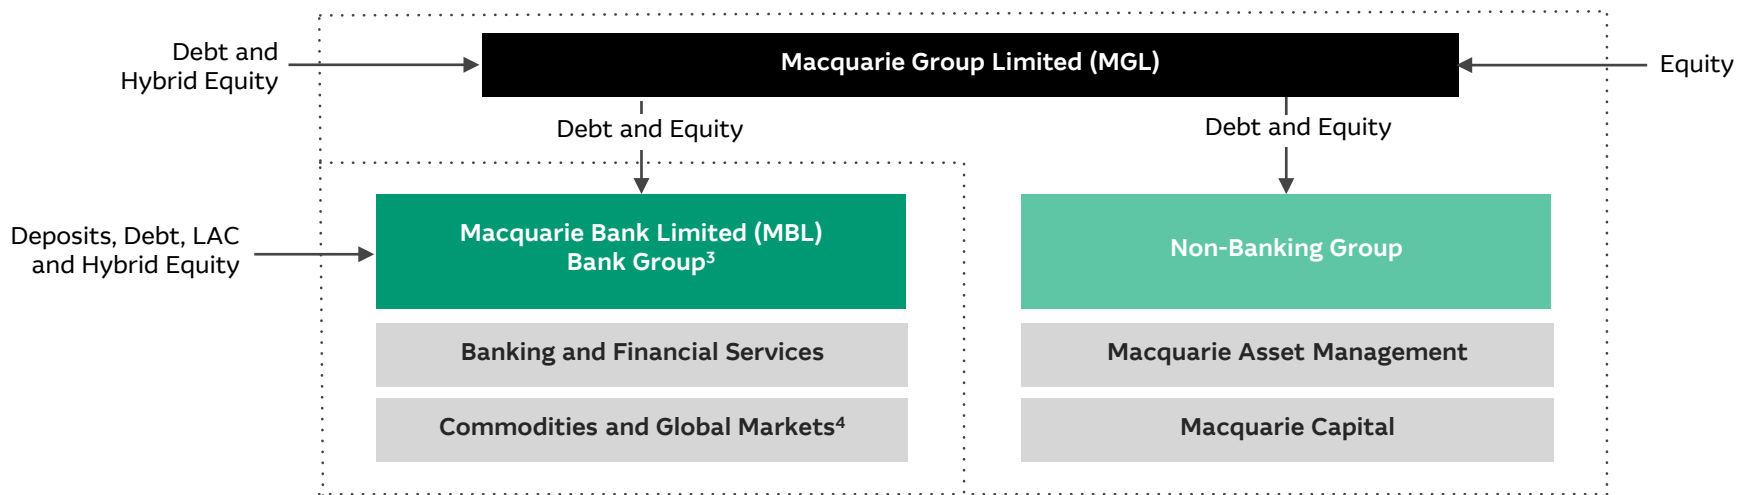 Debt and
Hybrid Equity
Macquarie Group Limited (MGL)
Equity
Debt and Equity
Debt and Equity
Deposits, Debt, LAC
and Hybrid Equity
Macquarie Bank Limited (MBL)
Bank Group³
Non-Banking Group
Banking and Financial Services
Macquarie Asset Management
Commodities and Global Markets⁴
Macquarie Capital